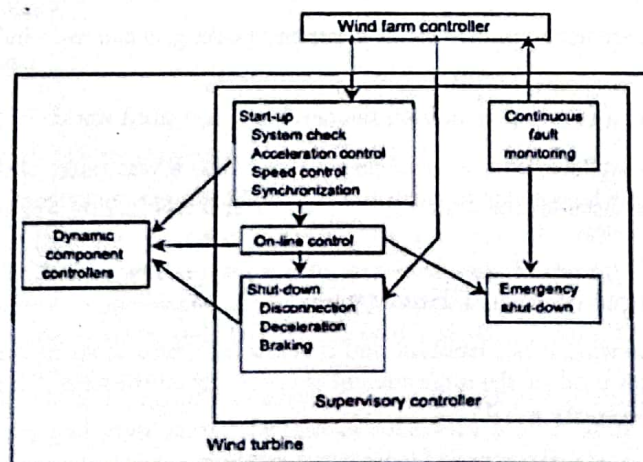 Wind farm controller
Start-up
System check
Acceleration control
Speed control
Synchronization
Continuous
fault
monitoring
Dynamic
component
controllers
On-line control
Shut-down
Disconnection
Deceleration
Braking
Emergency
shut-down
Supervisory controller
Wind turbine